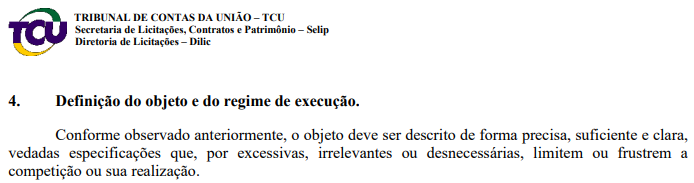 TCU
TRIBUNAL DE CONTAS DA UNIÃO – TCU
Secretaria de Licitações, Contratos e Patrimônio – Selip
Diretoria de Licitações – Dilic
4. Definição do objeto e do regime de execução.
Conforme observado anteriormente, o objeto deve ser descrito de forma precisa, suficiente e clara,
vedadas especificações que, por excessivas, irrelevantes ou desnecessárias, limitem ou frustrem a
competição ou sua realização.